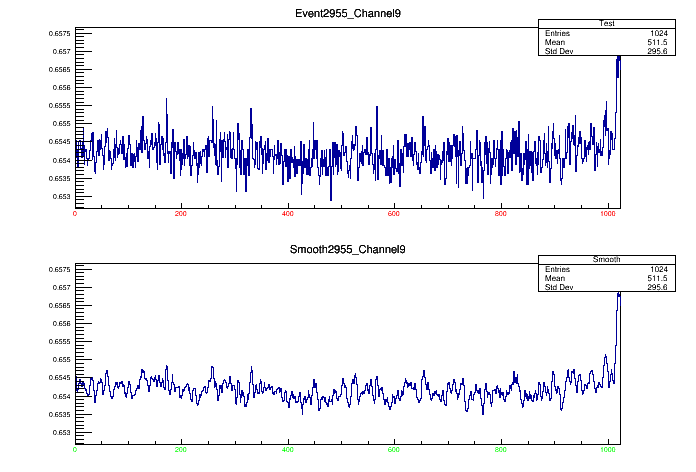 Event2955_Channel9
Test
Entries 1024
Mean 511.5
Std Dev 295.6
0.6575
0.657
0.6565
0.656
0.6555
0.655
0.6545
0.654
0.6535
0.653
0 200 400 600 800 1000
Smooth2955_Channel9
Smooth
Entries 1024
Mean 511.5
Std Dev 295.6
0.6575
0.657
0.6565
0.656
0.6555
0.655
0.6545
0.654
0.6535
0.653
0 200 400 600 800 1000